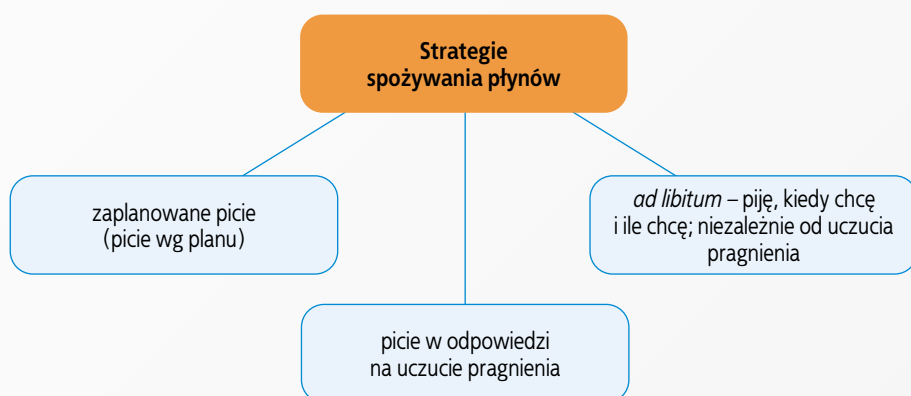 Strategie
spożywania płynów
zaplanowane picie
(picie wg planu)
ad libitum – piję, kiedy chcę
i ile chcę; niezależnie od uczucia
pragnienia
picie w odpowiedzi
na uczucie pragnienia